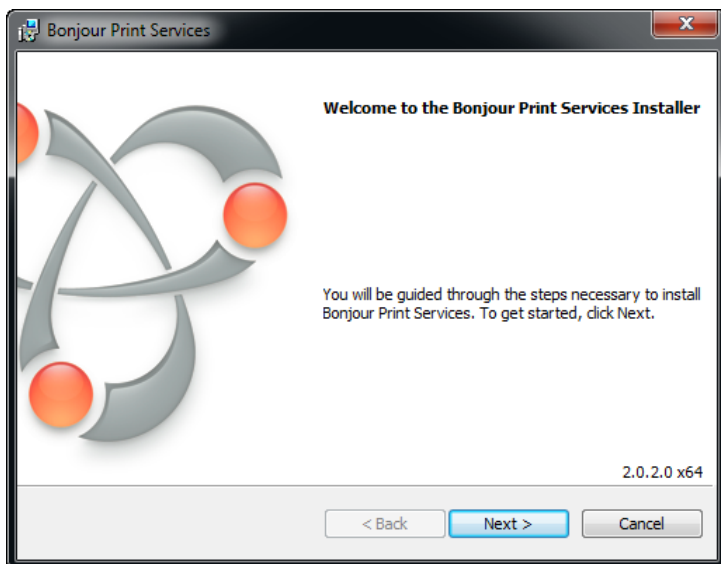 Bonjour Print Services
Welcome to the Bonjour Print Services Installer
You will be guided through the steps necessary to install
Bonjour Print Services. To get started, click Next.
2.0.2.0 x64
< Back
Next >
Cancel